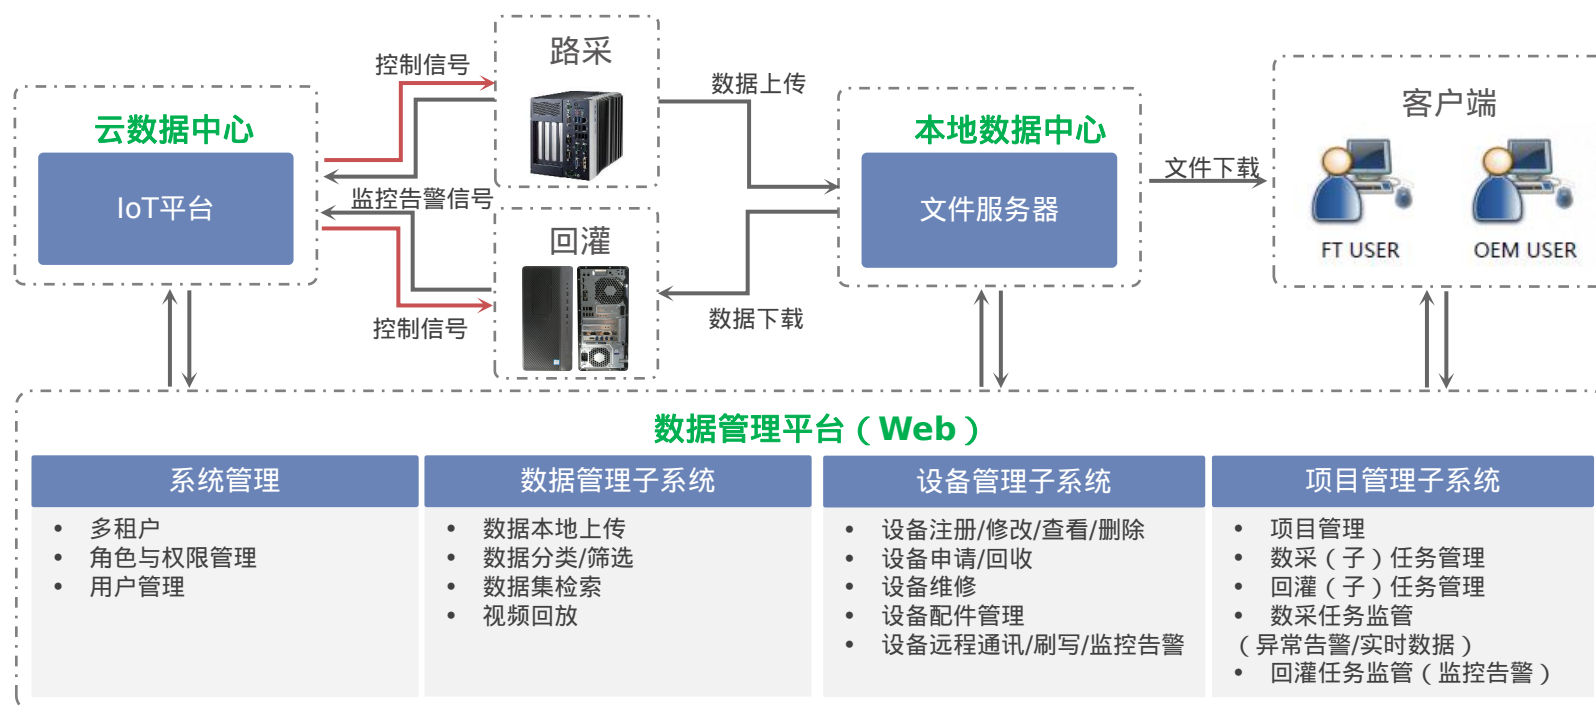 路采
控制信号
数据上传
客户端
云数据中心
本地数据中心
IoT平台
监控告警信号
文件服务器
文件下载
回灌
FT USER
OEM USER
控制信号
数据下载
数据管理平台（Web）
系统管理
• 多租户
• 角色与权限管理
• 用户管理
数据管理子系统
• 数据本地上传
• 数据分类/筛选
• 数据集检索
• 视频回放
设备管理子系统
• 设备注册/修改/查看/删除
• 设备申请/回收
• 设备维修
• 设备配件管理
• 设备远程通讯/刷写/监控告警
项目管理子系统
• 项目管理
• 数采（子）任务管理
• 回灌（子）任务管理
• 数采任务监管
（异常告警/实时数据）
• 回灌任务监管（监控告警）